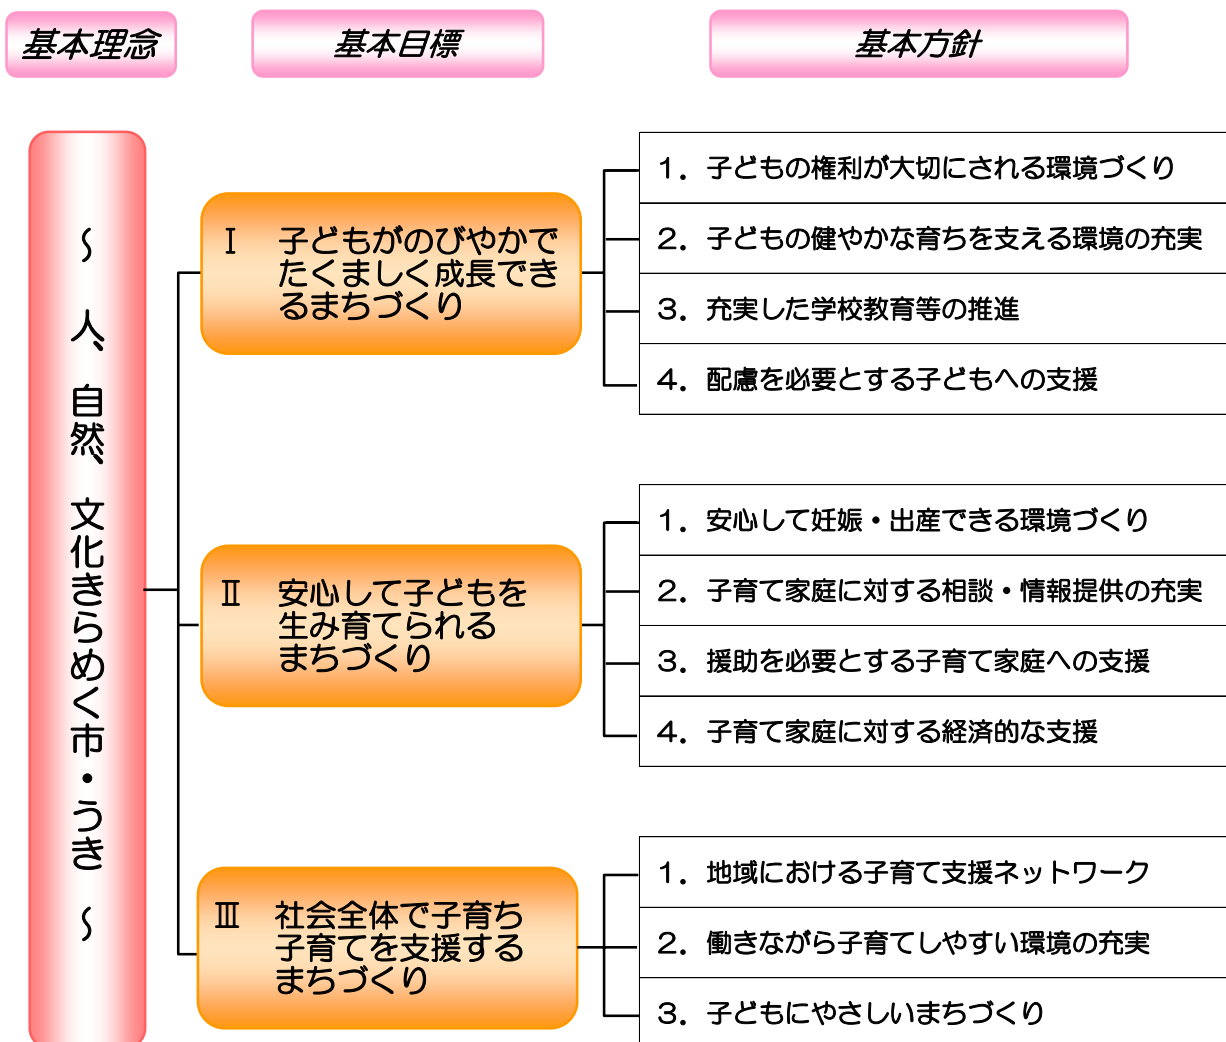 基本理念
基本目標
基本方針
～ 人、自然、文化きらめく市・うき ～
Ⅰ 子どもがのびやかで
たくましく成長でき
るまちづくり
1. 子どもの権利が大切にされる環境づくり
2. 子どもの健やかな育ちを支える環境の充実
3. 充実した学校教育等の推進
4. 配慮を必要とする子どもへの支援
Ⅱ 安心して子どもを
生み育てられる
まちづくり
1. 安心して妊娠・出産できる環境づくり
2. 子育て家庭に対する相談・情報提供の充実
3. 援助を必要とする子育て家庭への支援
4. 子育て家庭に対する経済的な支援
Ⅲ 社会全体で子育ち
子育てを支援する
まちづくり
1. 地域における子育て支援ネットワーク
2. 働きながら子育てしやすい環境の充実
3. 子どもにやさしいまちづくり